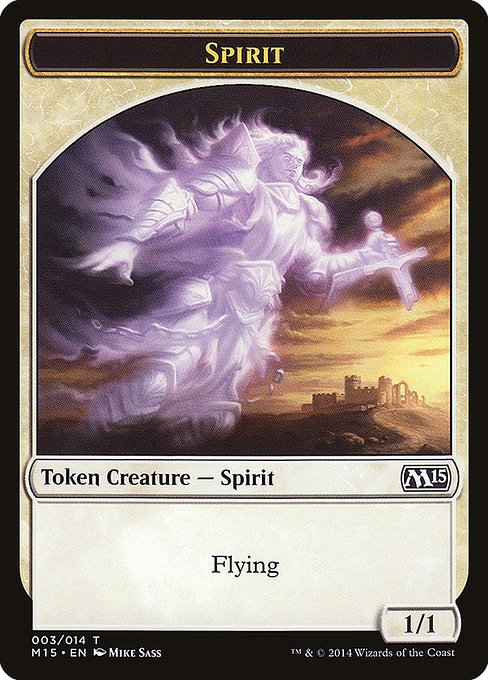 Spirit
Token Creature — Spirit
M15
Flying
1/1
003/014 T
M15 • EN Mike Sass
™ & © 2014 Wizards of the Coast